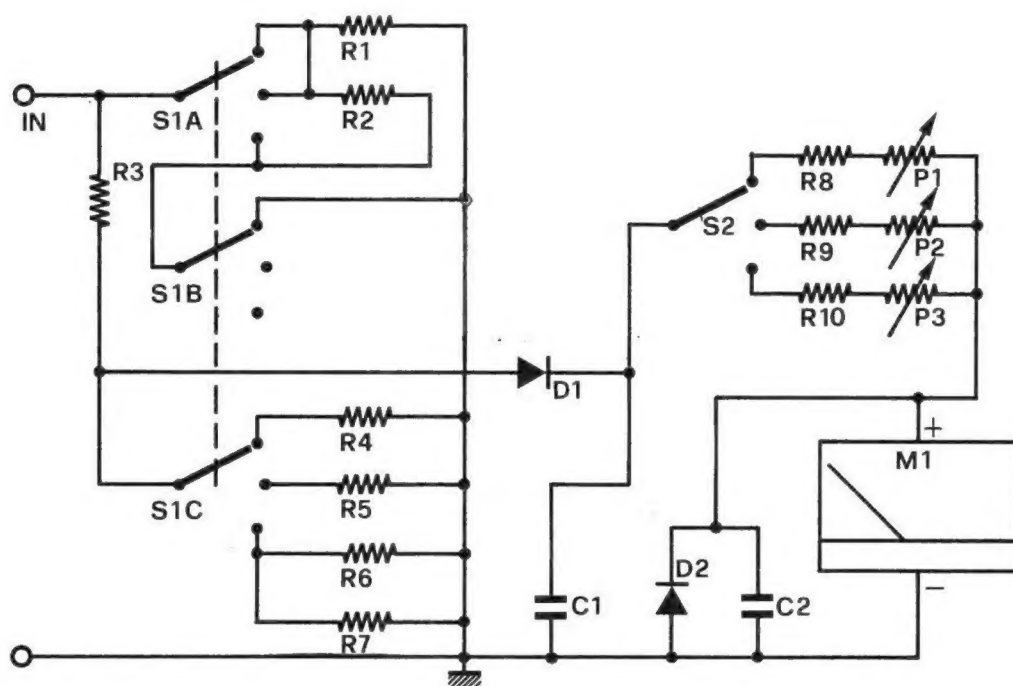 R1
IN
S1A
R2
R3
S1B
R8
P1
S2
R9
P2
R10
P3
D1
R4
S1C
R5
R6
R7
C1
D2
C2
+
M1
−